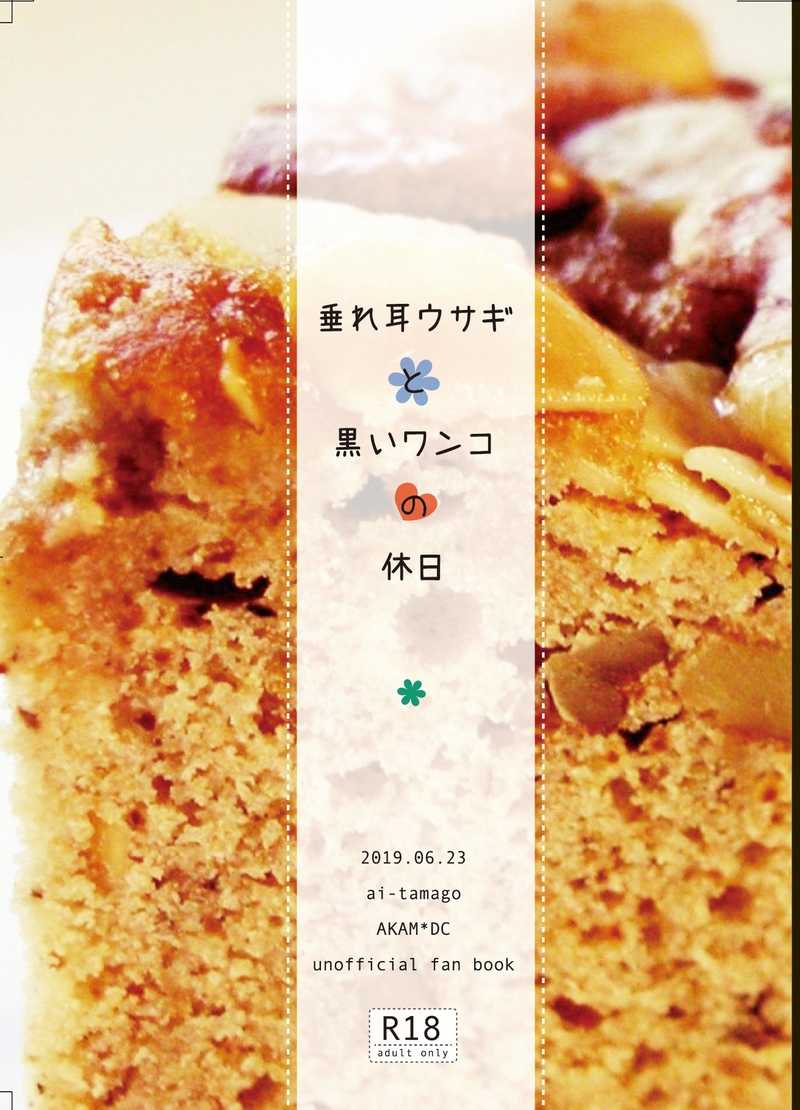 垂れ耳ウサギ
と
黒いワンコ
の
休日
2019.06.23
ai-tamago
AKAM*DC
unofficial fan book
R18
adult only